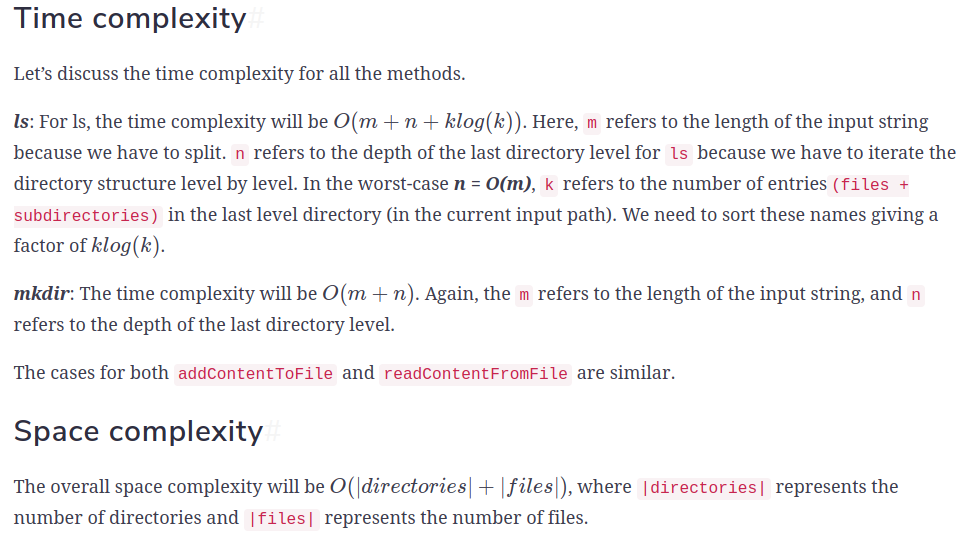 Time complexity#
Let’s discuss the time complexity for all the methods.
ls: For ls, the time complexity will be O(m + n + klog(k)). Here, m refers to the length of the input string
because we have to split. n refers to the depth of the last directory level for ls because we have to iterate the
directory structure level by level. In the worst-case n = O(m), k refers to the number of entries (files +
subdirectories) in the last level directory (in the current input path). We need to sort these names giving a
factor of klog(k).
mkdir: The time complexity will be O(m + n). Again, the m refers to the length of the input string, and n
refers to the depth of the last directory level.
The cases for both addContentToFile and readContentFromFile are similar.
Space complexity#
The overall space complexity will be O(|directories| + |files|), where |directories| represents the
number of directories and |files| represents the number of files.